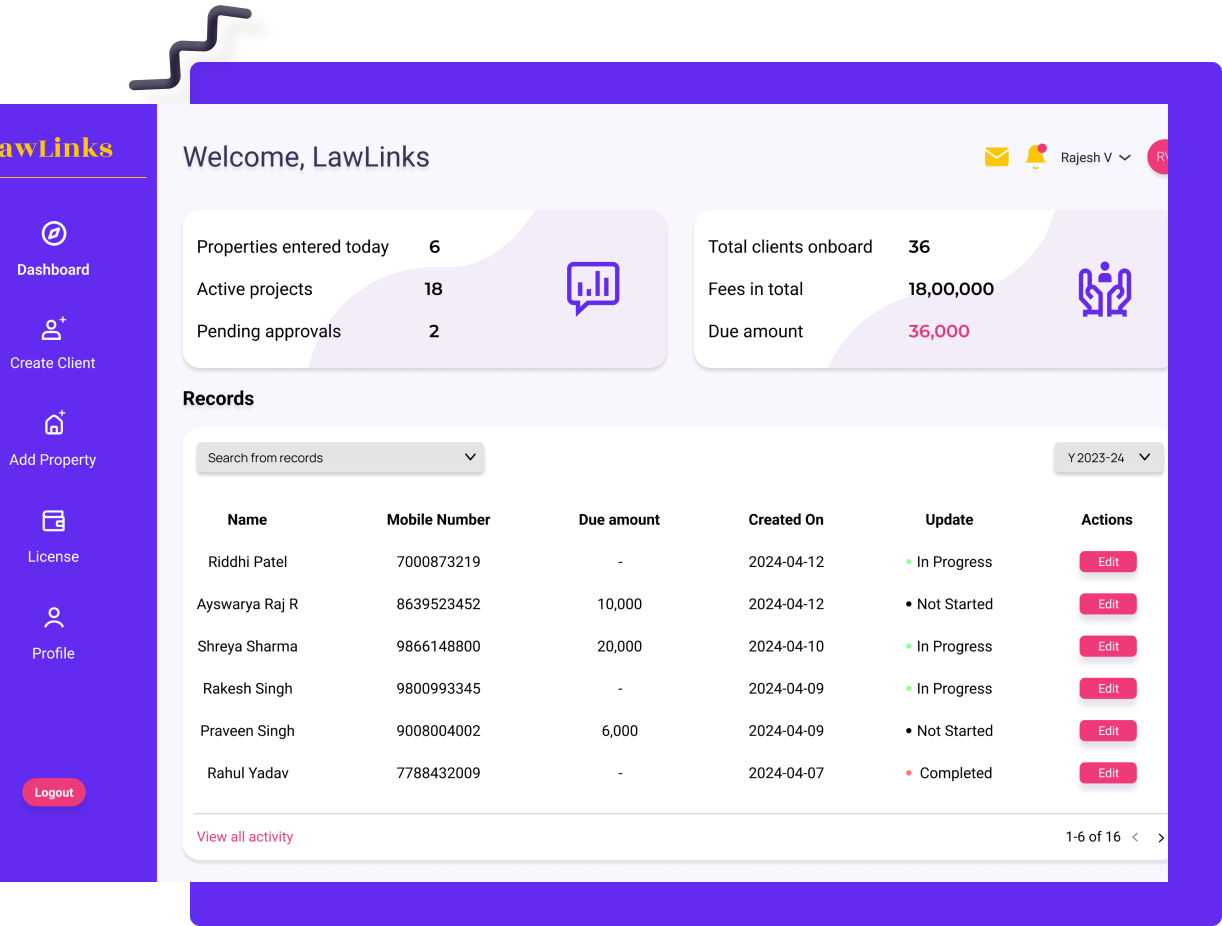 awLinks
Dashboard
Create Client
Add Property
License
Profile
Logout
Welcome, LawLinks
Rajesh V
RV
Properties entered today 6
Active projects 18
Pending approvals 2
Total clients onboard 36
Fees in total 18,00,000
Due amount 36,000
Records
Search from records
Y 2023-24
Name Mobile Number Due amount Created On Update Actions
Riddhi Patel 7000873219 - 2024-04-12 In Progress Edit
Ayswarya Raj R 8639523452 10,000 2024-04-12 Not Started Edit
Shreya Sharma 9866148800 20,000 2024-04-10 In Progress Edit
Rakesh Singh 9800993345 - 2024-04-09 In Progress Edit
Praveen Singh 9008004002 6,000 2024-04-09 Not Started Edit
Rahul Yadav 7788432009 - 2024-04-07 Completed Edit
View all activity
1-6 of 16